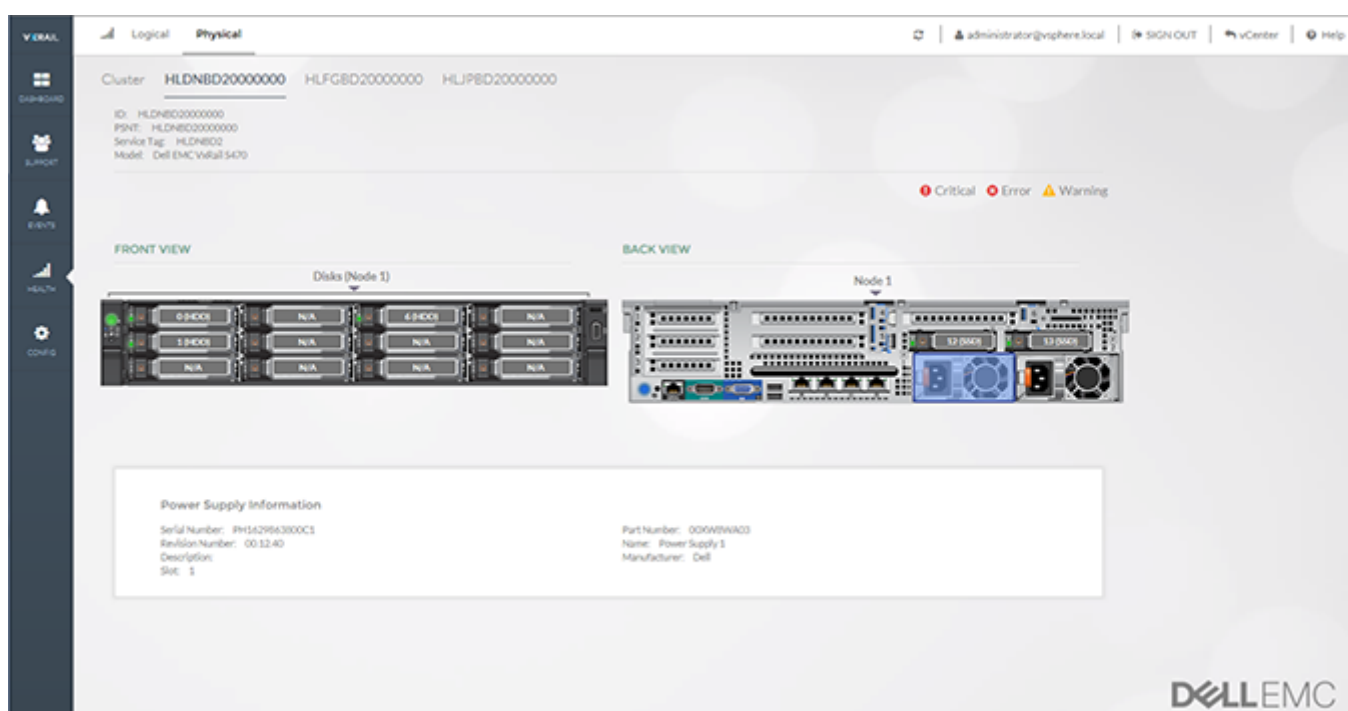 VXRAIL
Logical Physical
administrator@vsphere.local SIGN OUT vCenter Help
Cluster HLDNBD20000000 HLFGBD20000000 HLJPBD20000000
DASHBOARD
ID: HLDNBD20000000
PSNT: HLDNBD20000000
Service Tag: HLDNBD2
Model: Dell EMC VxRail S470
SUPPORT
Critical Error Warning
EVENTS
FRONT VIEW BACK VIEW
HEALTH
Disks (Node 1) Node 1
0 (HDD) N/A 6 (HDD) N/A
1 (HDD) N/A N/A N/A
12 (SSD) 13 (SSD)
CONFIG
N/A N/A N/A N/A
Power Supply Information
Serial Number: PH1629863800C1 
Revision Number: 00.12.40 Name: Power Supply 1
Description: Manufacturer: Dell
Slot: 1
Part Number:
DELLEMC